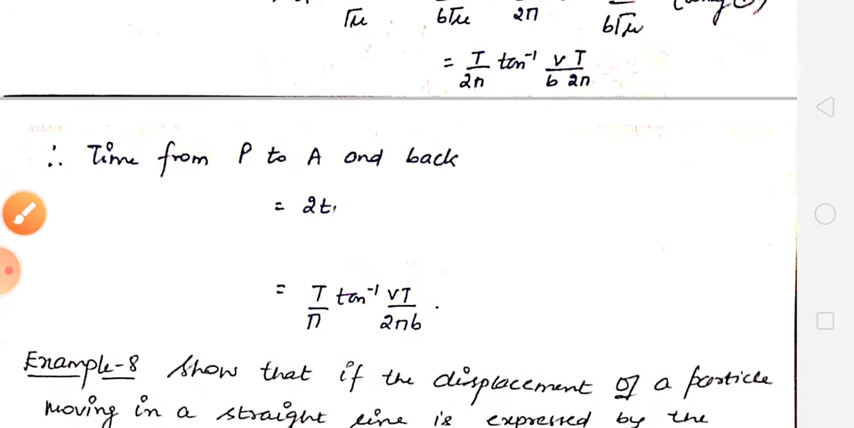 √μ b√μ 2π b√μ
= T/2π tan⁻¹ v/b T/2π
∴ Time from P to A and back
= 2t₁
= T/π tan⁻¹ VT/2πb .
Example-8 Show that if the displacement of a particle
moving in a straight line is expressed by the